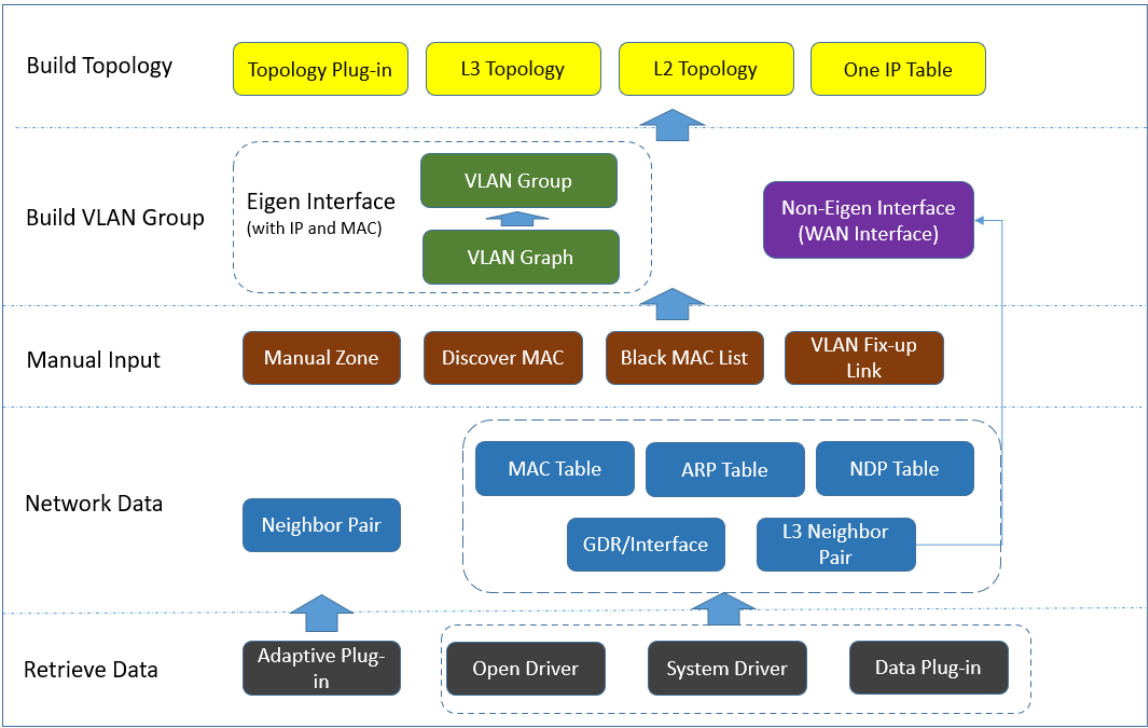 Build Topology
Topology Plug-in
L3 Topology
L2 Topology
One IP Table
Build VLAN Group
Eigen Interface
(with IP and MAC)
VLAN Group
VLAN Graph
Non-Eigen Interface
(WAN Interface)
Manual Input
Manual Zone
Discover MAC
Black MAC List
VLAN Fix-up
Link
Network Data
Neighbor Pair
MAC Table
ARP Table
NDP Table
GDR/Interface
L3 Neighbor
Pair
Retrieve Data
Adaptive Plug-
in
Open Driver
System Driver
Data Plug-in